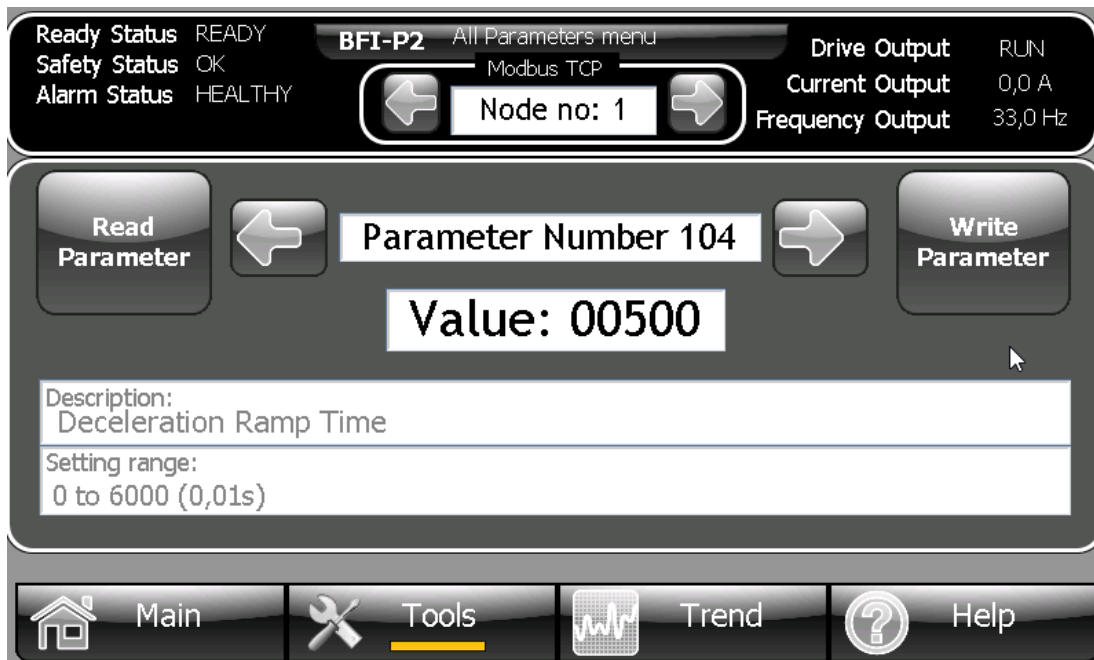 Ready Status READY
Safety Status OK
Alarm Status HEALTHY
BFI-P2 All Parameters menu
Modbus TCP
Node no: 1
Drive Output RUN
Current Output 0,0 A
Frequency Output 33,0 Hz
Read
Parameter
Parameter Number 104
Write
Parameter
Value: 00500
Description:
Deceleration Ramp Time
Setting range:
0 to 6000 (0,01s)
Main
Tools
Trend
Help